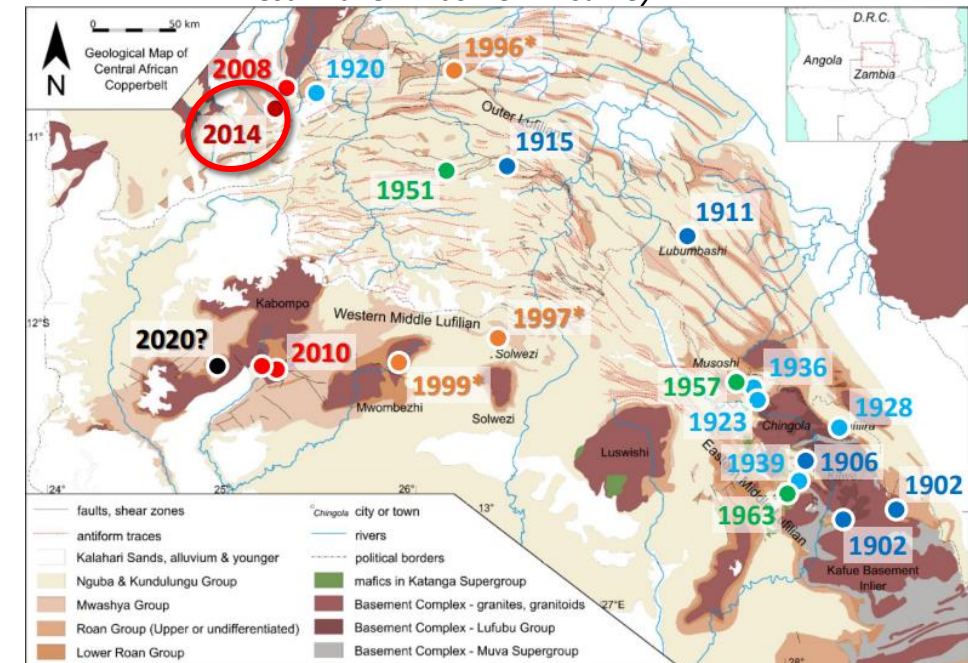 50 km
Geological Map of
Central African
Copperbelt
N
D.R.C.
Angola
Zambia
2008
1920
1996*
2014
11°
Outer
1915
1951
1911
Lubumbashi
Kabompo
12°S
Western Middle Lufilian
1997*
Solwezi
2020?
2010
1999*
Mwombezhi
Solwezi
Musoshi
1936
1957
1923
Chingola
1928
Luswishi
1939
1906
1902
1963
1902
Kafue Basement
Inlier
24°
25°
26°
13°
27°E
28°
faults, shear zones
antiform traces
Kalahari Sands, alluvium & younger
Nguba & Kundulungu Group
Mwashya Group
Roan Group (Upper or undifferentiated)
Lower Roan Group
Chingola city or town
rivers
political borders
mafics in Katanga Supergroup
Basement Complex - granites, granitoids
Basement Complex - Lufubu Group
Basement Complex - Muva Supergroup